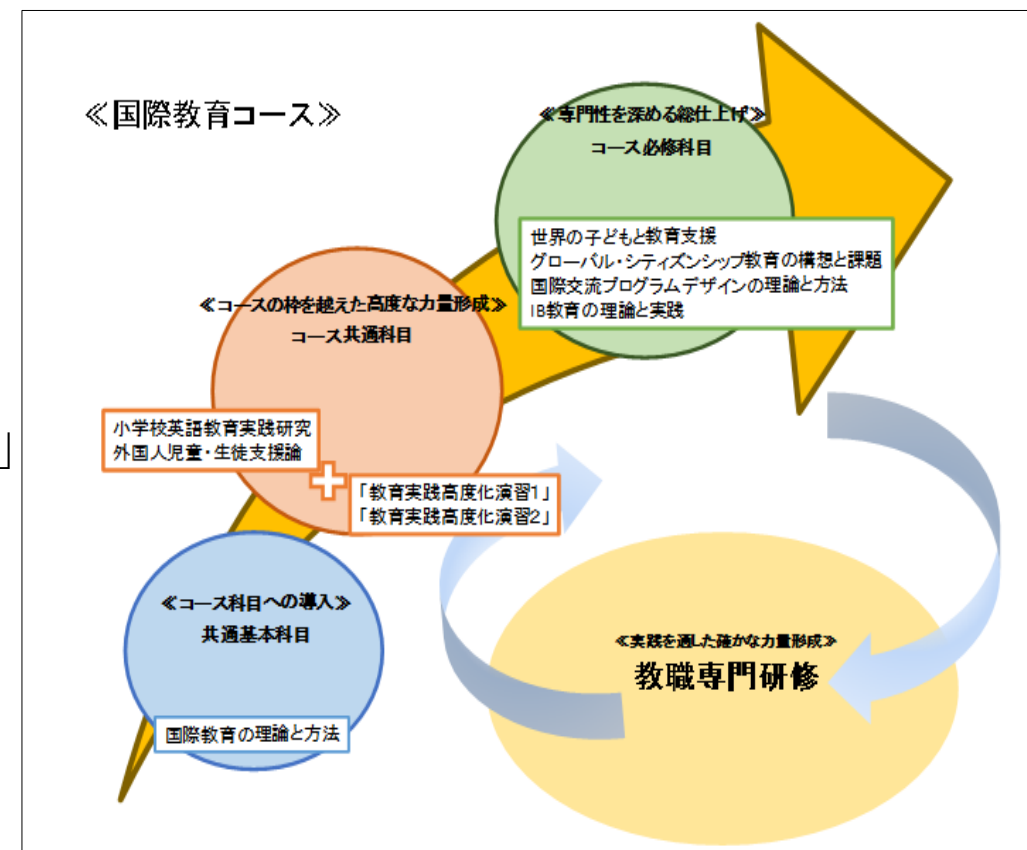 ≪国際教育コース≫
≪専門性を深める総仕上げ≫
コース必修科目
世界の子どもと教育支援
グローバル・シティズンシップ教育の構想と課題
国際交流プログラムデザインの理論と方法
IB教育の理論と実践
≪コースの枠を越えた高度な力量形成≫
コース共通科目
小学校英語教育実践研究
外国人児童・生徒支援論
「教育実践高度化演習1」
「教育実践高度化演習2」
≪コース科目への導入≫
共通基本科目
国際教育の理論と方法
≪実践を通した確かな力量形成≫
教職専門研修